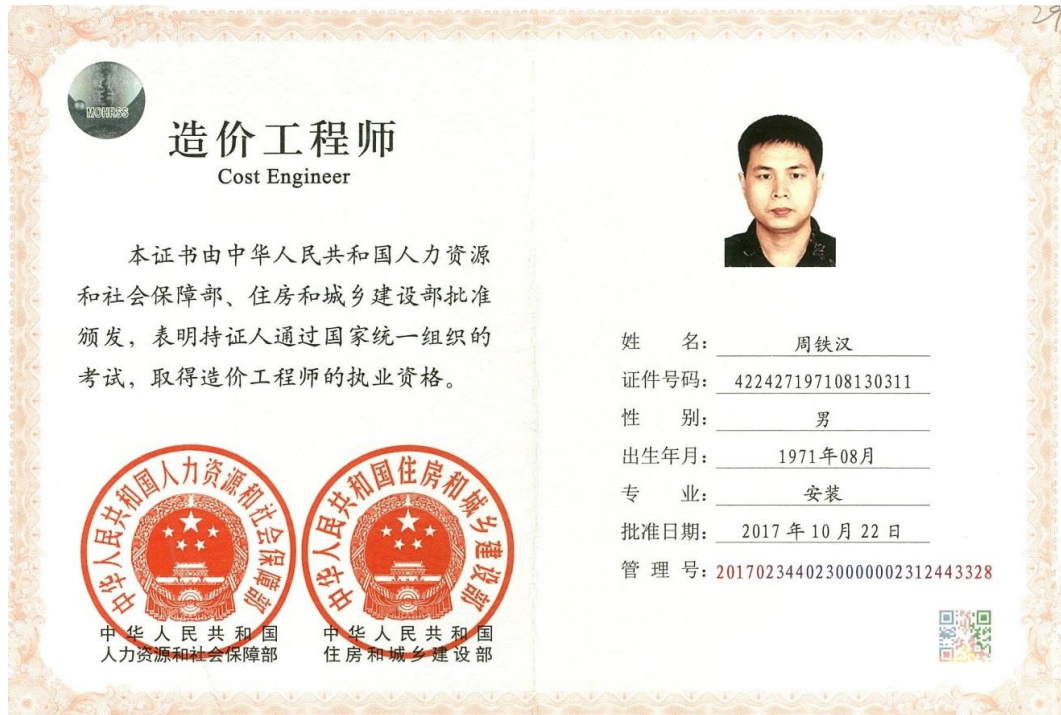 29
MOHRSS
造价工程师
Cost Engineer
本证书由中华人民共和国人力资源
和社会保障部、住房和城乡建设部批准
颁发，表明持证人通过国家统一组织的
考试，取得造价工程师的执业资格。
中华人民共和国人力资源和社会保障部
中华人民共和国住房和城乡建设部
中华人民共和国
人力资源和社会保障部
中华人民共和国
住房和城乡建设部
姓 名：周铁汉
证件号码：422427197108130311
性 别：男
出生年月：1971年08月
专 业：安装
批准日期：2017年10月22日
管 理 号：2017023440230000002312443328